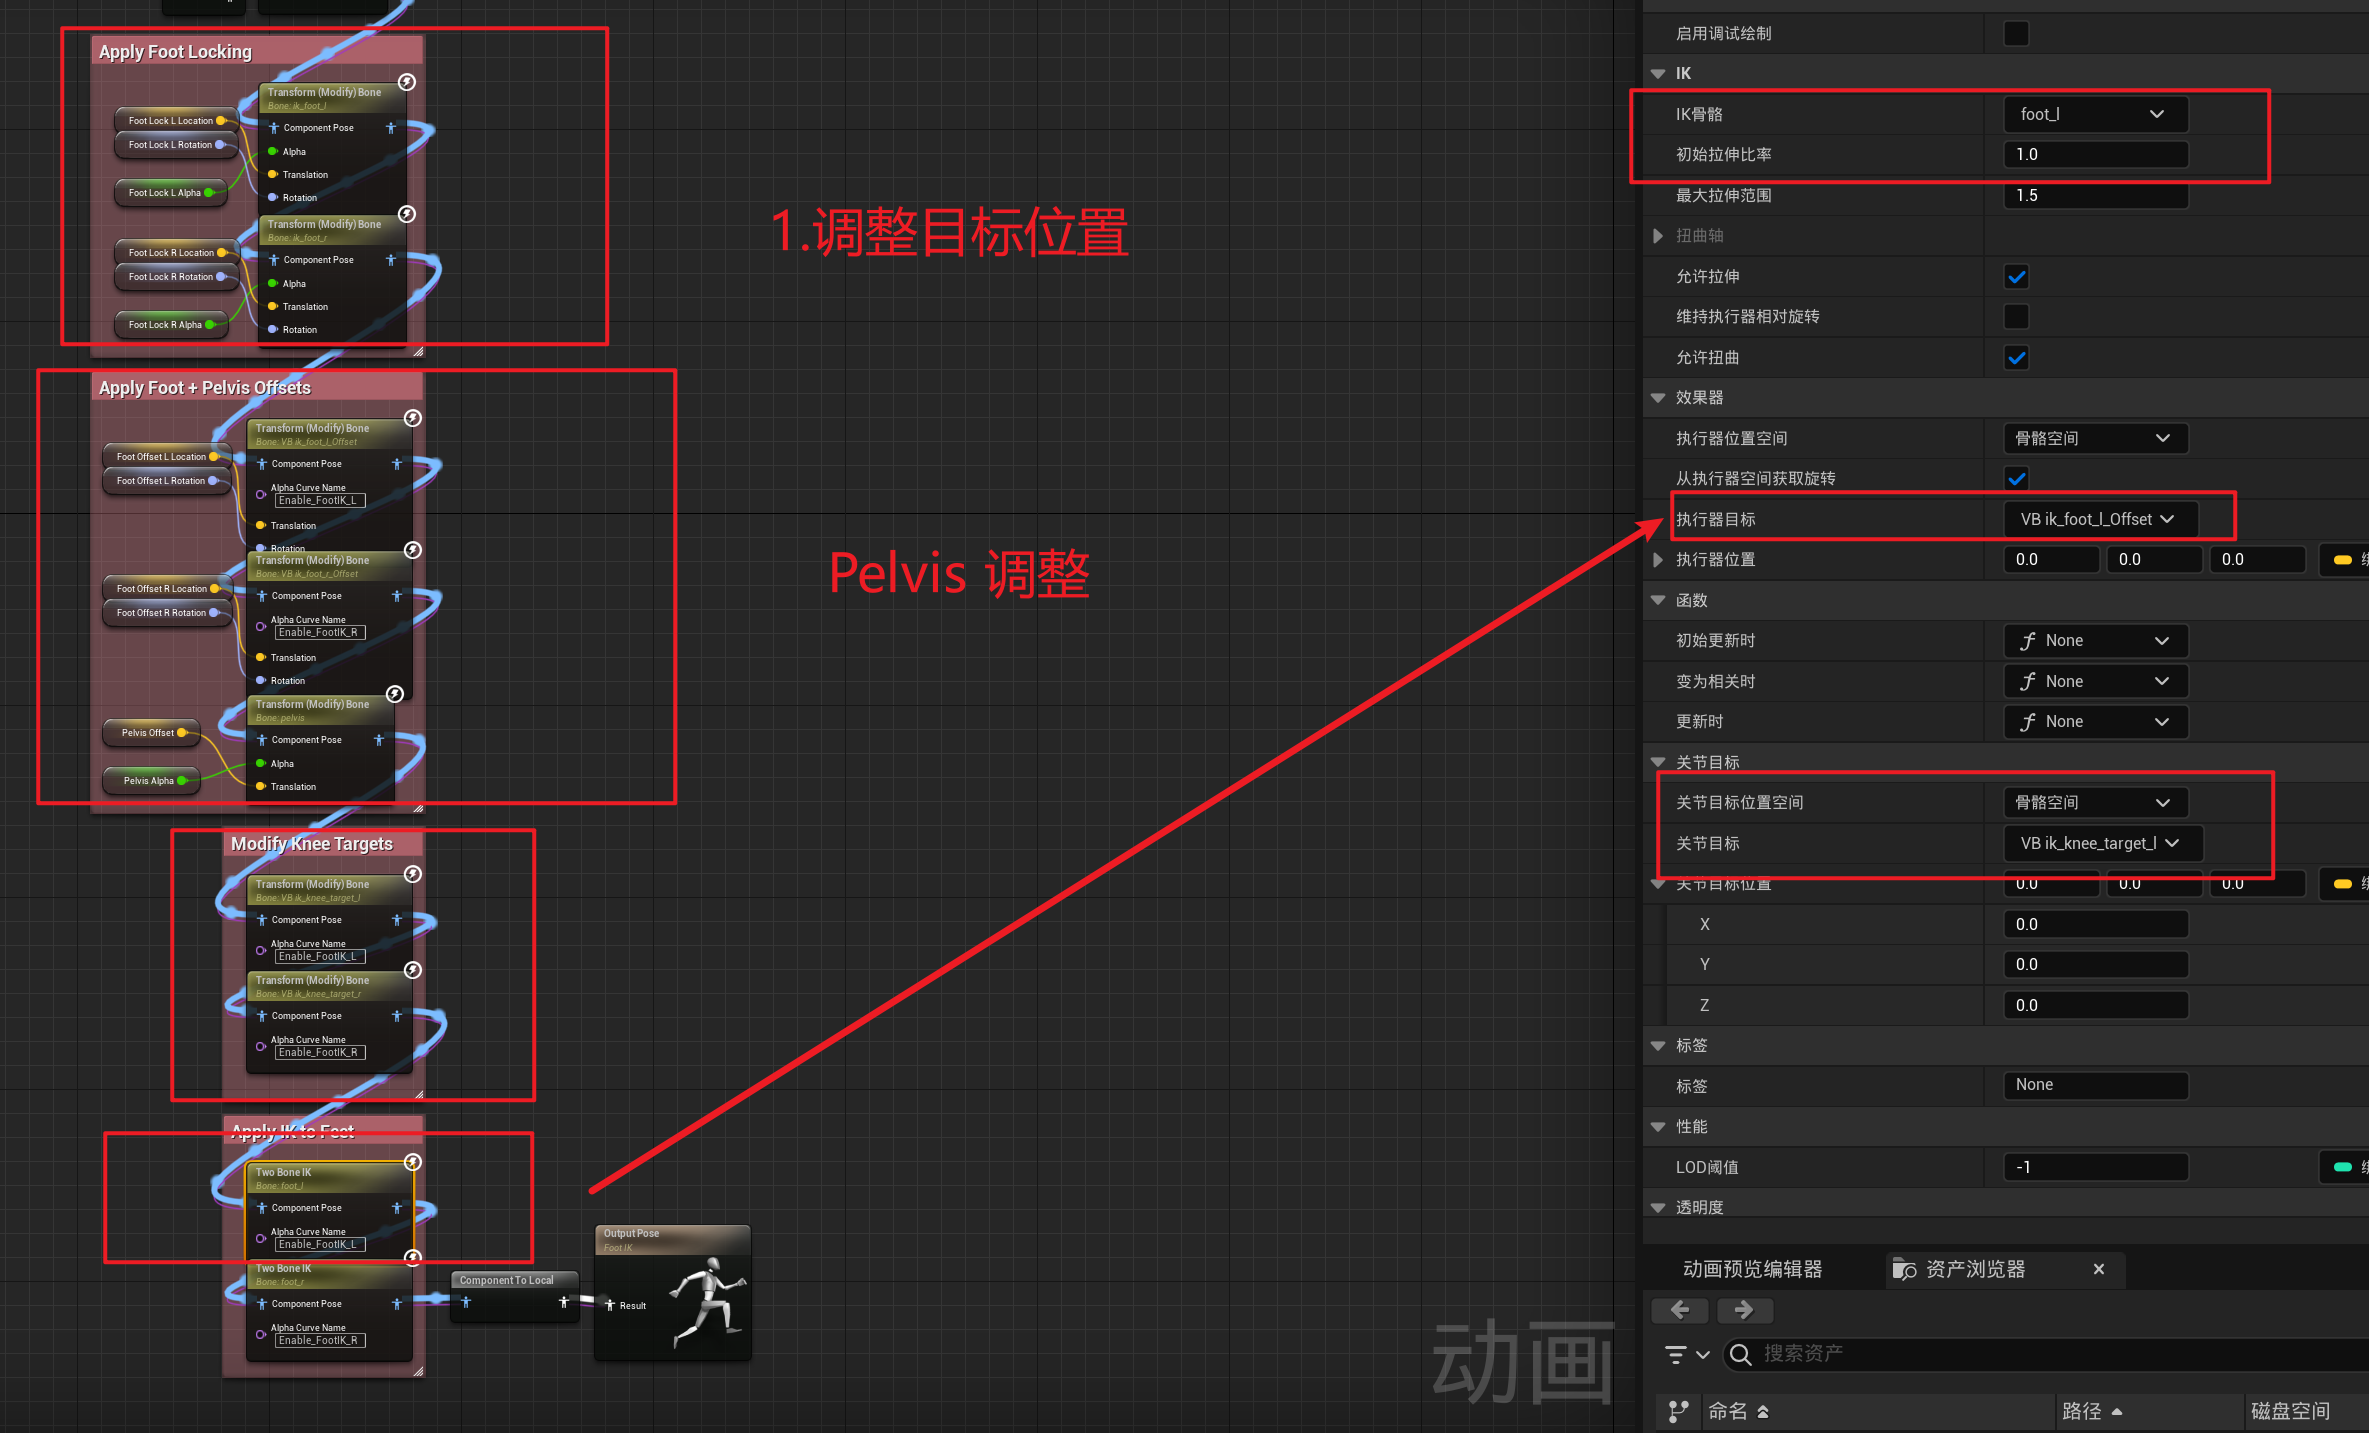 Apply Foot Locking
Transform (Modify) Bone
Bone: ik_foot_l
Foot Lock L Location
Component Pose
Foot Lock L Rotation
Alpha
Translation
Foot Lock L Alpha
Rotation
Transform (Modify) Bone
Bone: ik_foot_r
Foot Lock R Location
Component Pose
Foot Lock R Rotation
Alpha
Translation
Foot Lock R Alpha
Rotation
1.调整目标位置
Apply Foot + Pelvis Offsets
Transform (Modify) Bone
Bone: VB ik_foot_l_Offset
Foot Offset L Location
Component Pose
Foot Offset L Rotation
Alpha Curve Name
Enable_FootIK_L
Translation
Rotation
Transform (Modify) Bone
Bone: VB ik_foot_r_Offset
Foot Offset R Location
Component Pose
Foot Offset R Rotation
Alpha Curve Name
Enable_FootIK_R
Translation
Rotation
Pelvis 调整
Transform (Modify) Bone
Bone: pelvis
Pelvis Offset
Component Pose
Alpha
Pelvis Alpha
Translation
Modify Knee Targets
Transform (Modify) Bone
Bone: VB ik_knee_target_l
Component Pose
Alpha Curve Name
Enable_FootIK_L
Transform (Modify) Bone
Bone: VB ik_knee_target_r
Component Pose
Alpha Curve Name
Enable_FootIK_R
Apply IK to Feet
Two Bone IK
Bone: foot_l
Component Pose
Alpha Curve Name
Enable_FootIK_L
Two Bone IK
Bone: foot_r
Component Pose
Alpha Curve Name
Enable_FootIK_R
Component To Local
Output Pose
Foot IK
Result
动画
启用调试绘制
IK
IK骨骼 foot_l
初始拉伸比率 1.0
最大拉伸范围 1.5
扭曲轴
允许拉伸
维持执行器相对旋转
允许扭曲
效果器
执行器位置空间 骨骼空间
从执行器空间获取旋转
执行器目标 VB ik_foot_l_Offset
执行器位置 0.0 0.0 0.0
函数
初始更新时 None
变为相关时 None
更新时 None
关节目标
关节目标位置空间 骨骼空间
关节目标 VB ik_knee_target_l
关节目标位置 0.0 0.0 0.0
X 0.0
Y 0.0
Z 0.0
标签
标签 None
性能
LOD阈值 -1
透明度
动画预览编辑器 资产浏览器
搜索资产
命名 路径 磁盘空间